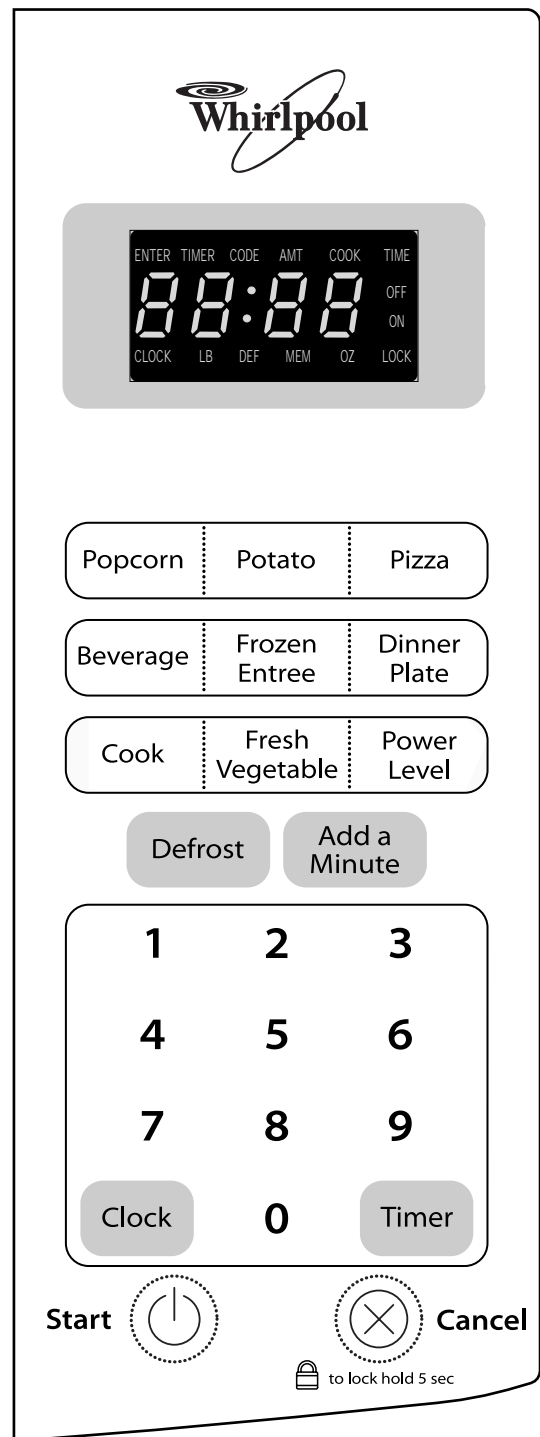 Whirlpool
ENTER TIMER CODE AMT COOK TIME
88:88 OFF
ON
CLOCK LB DEF MEM OZ LOCK
Popcorn Potato Pizza
Beverage Frozen Entree Dinner Plate
Cook Fresh Vegetable Power Level
Defrost Add a Minute
1 2 3
4 5 6
7 8 9
Clock 0 Timer
Start Cancel
to lock hold 5 sec